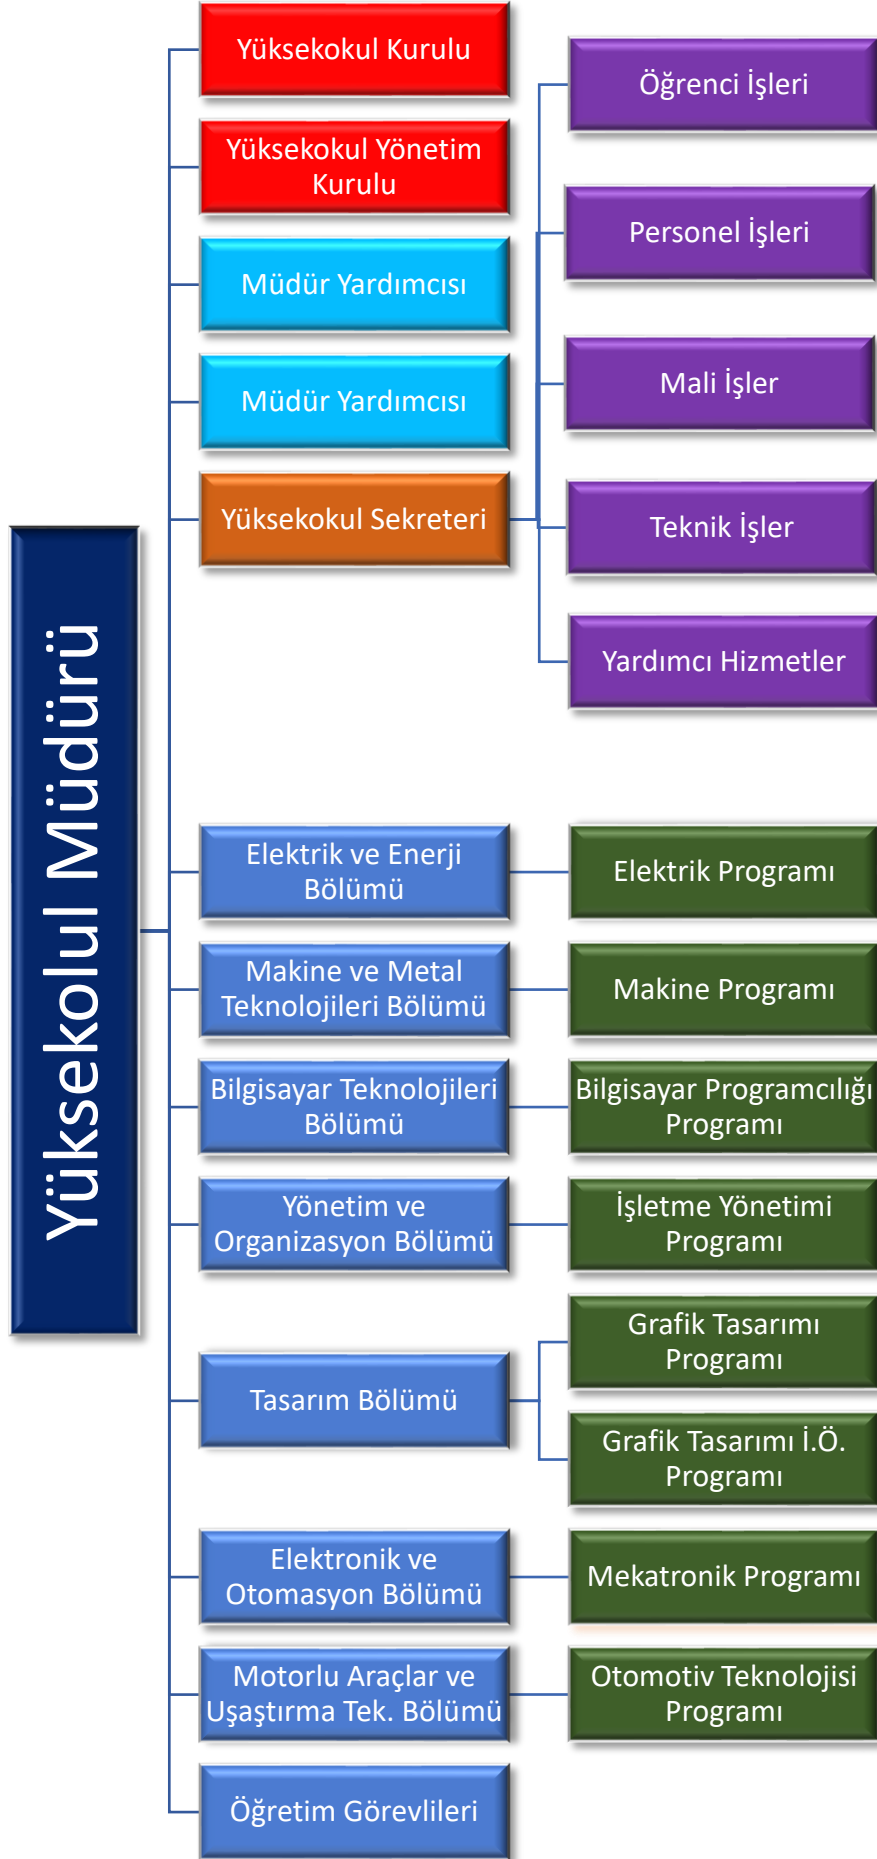 Yüksekolul Müdürü
Yüksekokul Kurulu
Yüksekokul Yönetim
Kurulu
Müdür Yardımcısı
Müdür Yardımcısı
Yüksekokul Sekreteri
Öğrenci İşleri
Personel İşleri
Mali İşler
Teknik İşler
Yardımcı Hizmetler
Elektrik ve Enerji
Bölümü
Elektrik Programı
Makine ve Metal
Teknolojileri Bölümü
Makine Programı
Bilgisayar Teknolojileri
Bölümü
Bilgisayar Programcılığı
Programı
Yönetim ve
Organizasyon Bölümü
İşletme Yönetimi
Programı
Tasarım Bölümü
Grafik Tasarımı
Programı
Grafik Tasarımı İ.Ö.
Programı
Elektronik ve
Otomasyon Bölümü
Mekatronik Programı
Motorlu Araçlar ve
Uşaştırma Tek. Bölümü
Otomotiv Teknolojisi
Programı
Öğretim Görevlileri